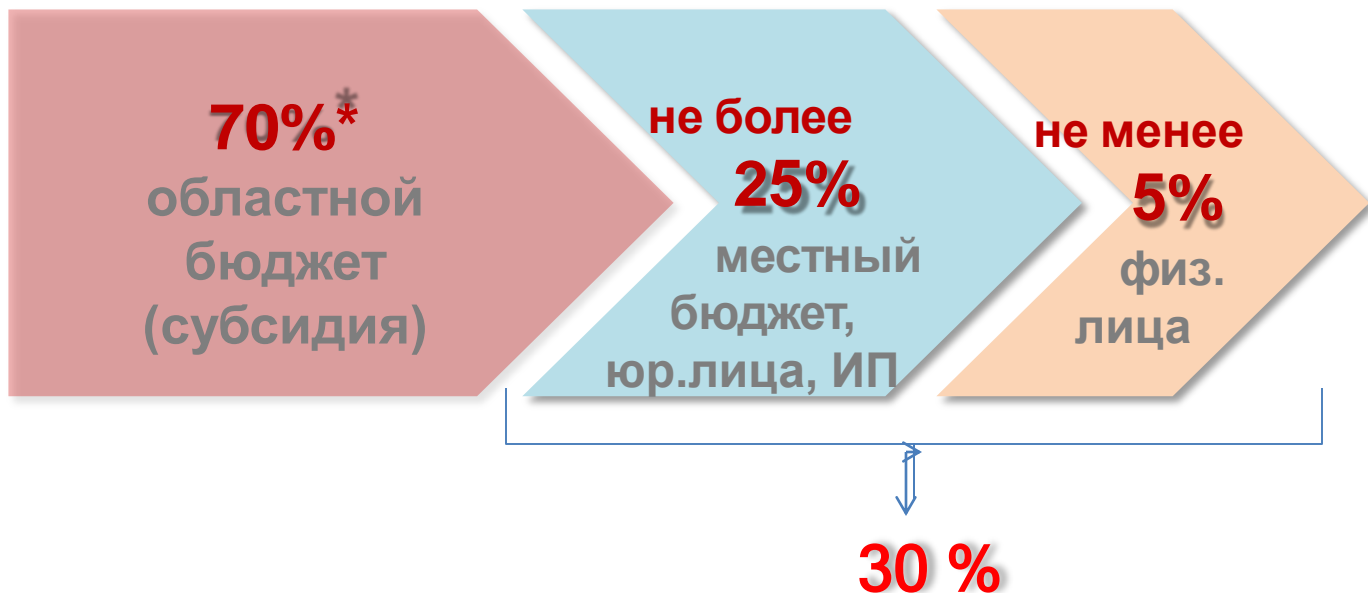 70%*
областной
бюджет
(субсидия)
не более
25%
местный
бюджет,
юр.лица, ИП
не менее
5%
физ.
лица
30 %